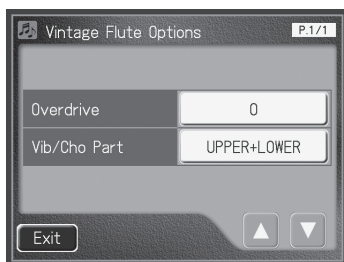 Vintage Flute Options
P.1/1
Overdrive 0
Vib/Cho Part UPPER+LOWER
Exit